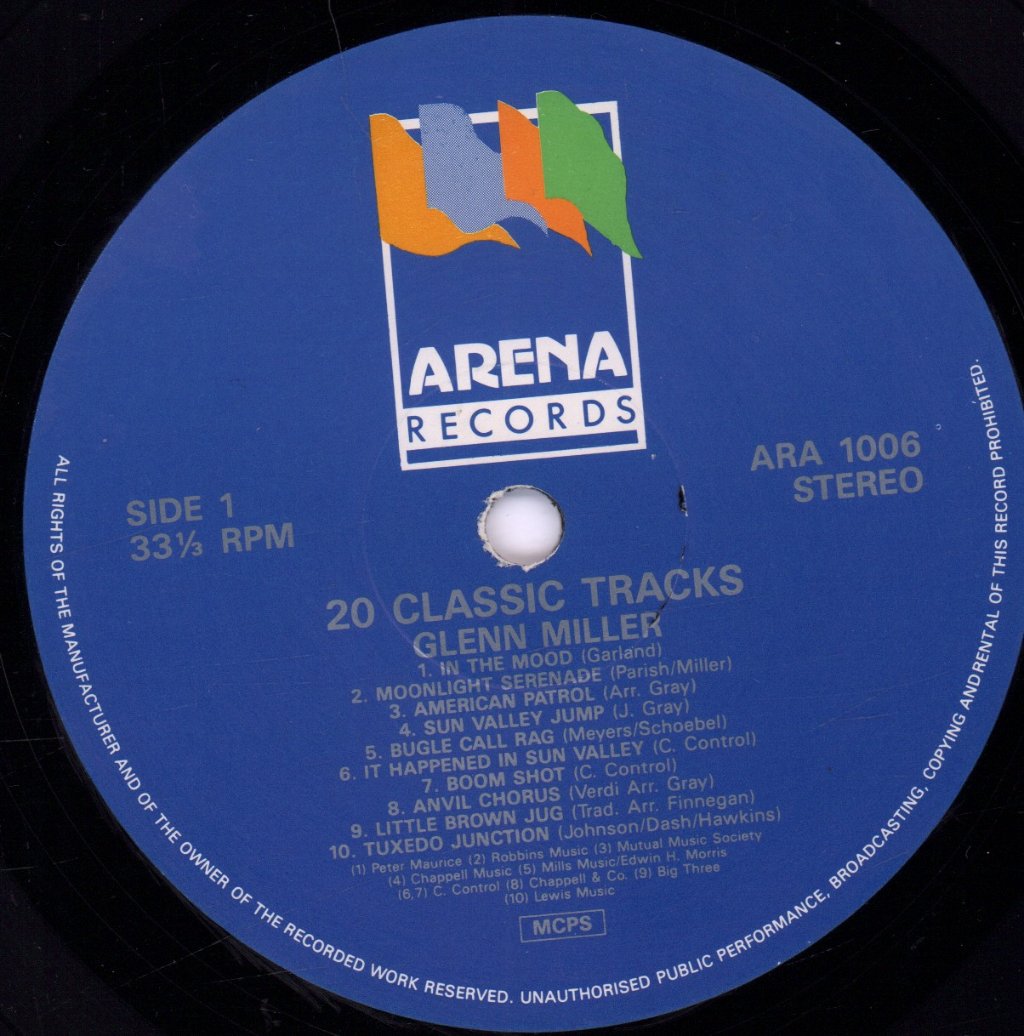 ARENA
RECORDS
SIDE 1
33⅓ RPM
ARA 1006
STEREO
20 CLASSIC TRACKS
GLENN MILLER
1. IN THE MOOD (Garland)
2. MOONLIGHT SERENADE (Parish/Miller)
3. AMERICAN PATROL (Arr. Gray)
4. SUN VALLEY JUMP (J. Gray)
5. BUGLE CALL RAG (Meyers/Schoebel)
6. IT HAPPENED IN SUN VALLEY (C. Control)
7. BOOM SHOT (C. Control)
8. ANVIL CHORUS (Verdi Arr. Gray)
9. LITTLE BROWN JUG (Trad. Arr. Finnegan)
10. TUXEDO JUNCTION (Johnson/Dash/Hawkins)
(1) Peter Maurice (2) Robbins Music (3) Mutual Music Society
(4) Chappell Music (5) Mills Music/Edwin H. Morris
(6,7) C. Control (8) Chappell & Co. (9) Big Three
(10) Lewis Music
MCPS
ALL RIGHTS OF THE MANUFACTURER AND OF THE OWNER OF THE RECORDED WORK RESERVED. UNAUTHORISED PUBLIC PERFORMANCE, BROADCASTING, COPYING ANDRENTAL OF THIS RECORD PROHIBITED.